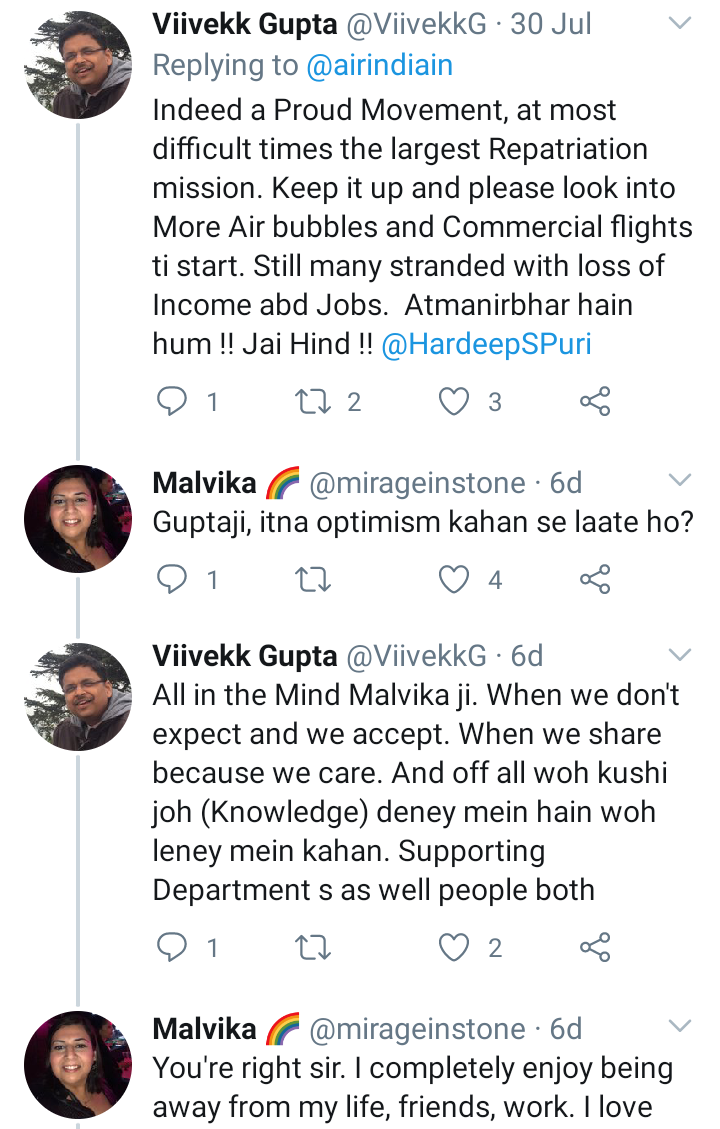 Viivekk Gupta @ViivekkG · 30 Jul
Replying to @airindiain
Indeed a Proud Movement, at most
difficult times the largest Repatriation
mission. Keep it up and please look into
More Air bubbles and Commercial flights
ti start. Still many stranded with loss of
Income abd Jobs.  Atmanirbhar hain
hum !! Jai Hind !! @HardeepSPuri
1 2 3
Malvika 🌈 @mirageinstone · 6d
Guptaji, itna optimism kahan se laate ho?
1 4
Viivekk Gupta @ViivekkG · 6d
All in the Mind Malvika ji. When we don't
expect and we accept. When we share
because we care. And off all woh kushi
joh (Knowledge) deney mein hain woh
leney mein kahan. Supporting
Department s as well people both
1 2
Malvika 🌈 @mirageinstone · 6d
You're right sir. I completely enjoy being
away from my life, friends, work. I love